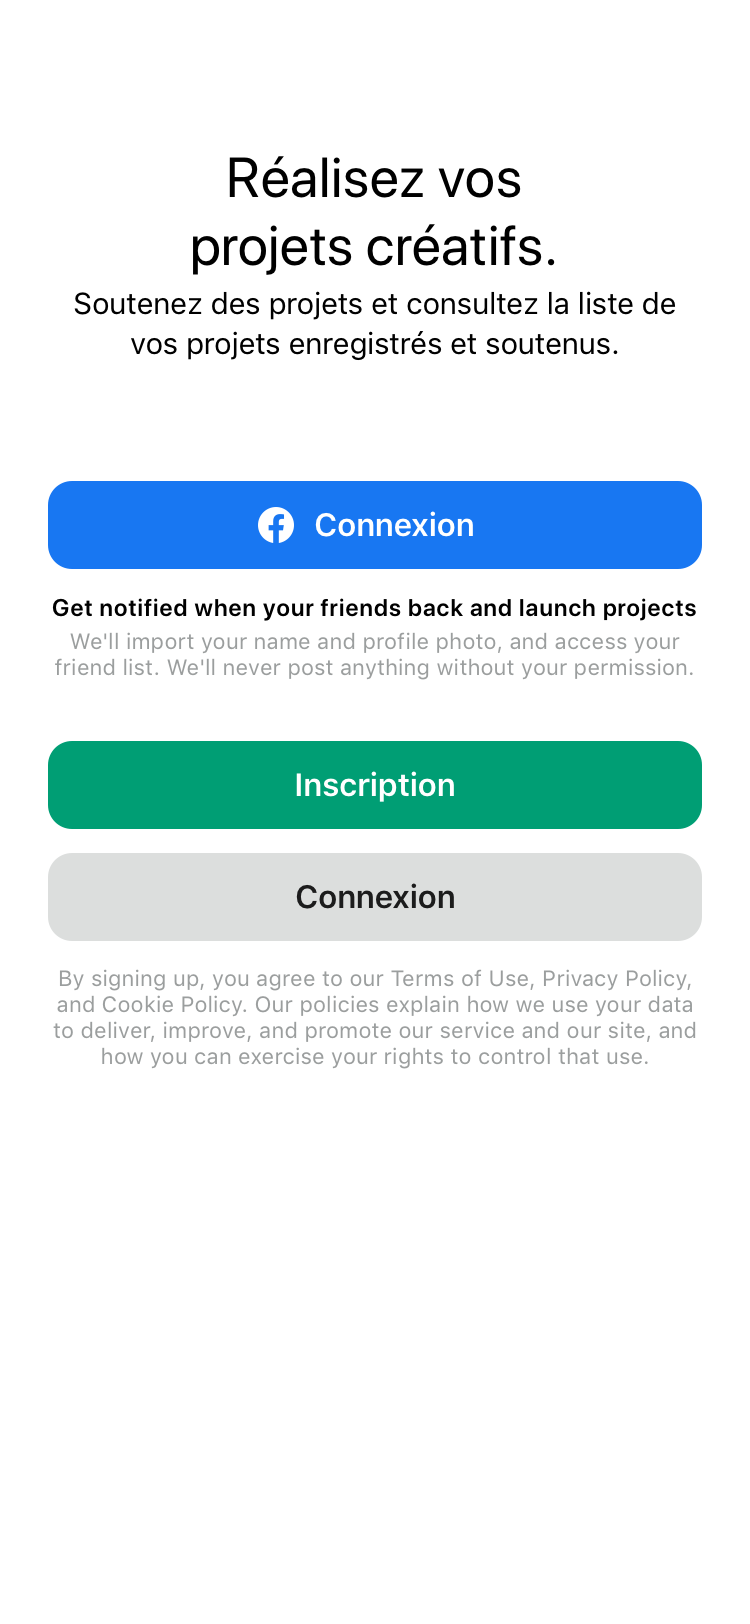 Réalisez vos
projets créatifs.
Soutenez des projets et consultez la liste de
vos projets enregistrés et soutenus.
Connexion
Get notified when your friends back and launch projects
We'll import your name and profile photo, and access your
friend list. We'll never post anything without your permission.
Inscription
Connexion
By signing up, you agree to our Terms of Use, Privacy Policy,
and Cookie Policy. Our policies explain how we use your data
to deliver, improve, and promote our service and our site, and
how you can exercise your rights to control that use.